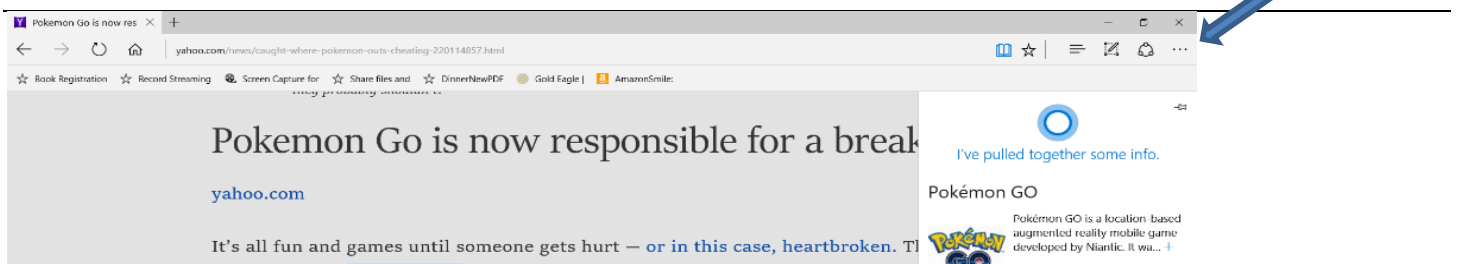 Pokemon Go is now res
yahoo.com/news/caught-where-pokemon-outs-cheating-220114857.html
Book Registration Record Streaming Screen Capture for Share files and DinnerNewPDF Gold Eagle | AmazonSmile:
they probably shouldn't.
Pokemon Go is now responsible for a break
yahoo.com
It's all fun and games until someone gets hurt — or in this case, heartbroken. Th
I've pulled together some info.
Pokémon GO
Pokémon GO is a location-based
augmented reality mobile game
developed by Niantic. It wa... +
POKéMON
GO